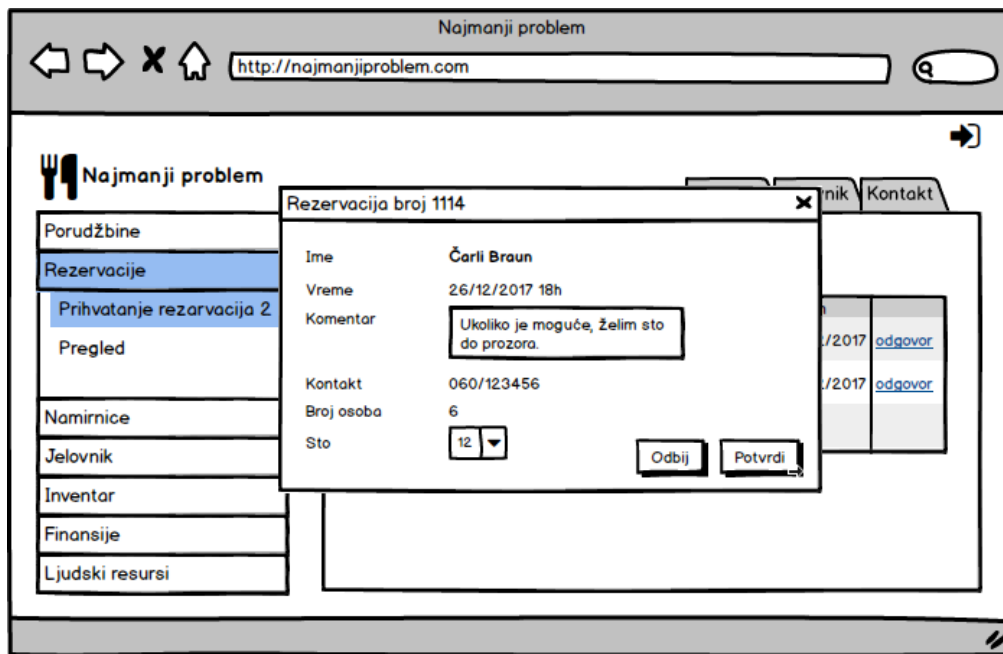 Najmanji problem
http://najmanjiproblem.com
Najmanji problem
Kontakt
Porudžbine
Rezervacije
Prihvatanje rezarvacija 2
Pregled
Namirnice
Jelovnik
Inventar
Finansije
Ljudski resursi
Rezervacija broj 1114
Ime Čarli Braun
Vreme 26/12/2017 18h
Komentar Ukoliko je moguće, želim sto
do prozora.
Kontakt 060/123456
Broj osoba 6
Sto 12
Odbij Potvrdi
/2017 odgovor
/2017 odgovor